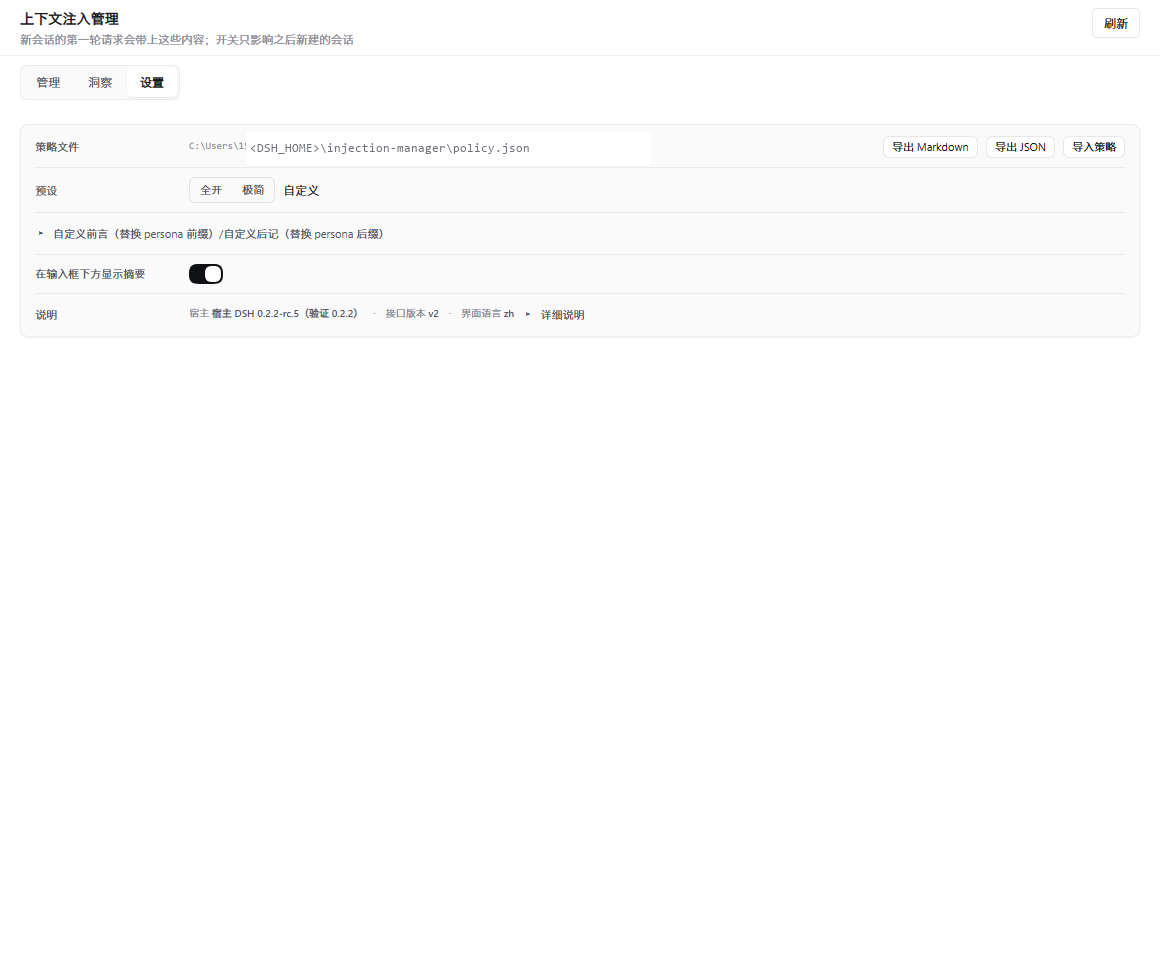 上下文注入管理
新会话的第一轮请求会带上这些内容；开关只影响之后新建的会话
刷新
管理 洞察 设置
策略文件 C:\Users\15 <DSH_HOME>\injection-manager\policy.json 导出 Markdown 导出 JSON 导入策略
预设 全开 极简 自定义
▸ 自定义前言（替换 persona 前缀）/自定义后记（替换 persona 后缀）
在输入框下方显示摘要
说明 宿主 宿主 DSH 0.2.2-rc.5（验证 0.2.2） · 接口版本 v2 · 界面语言 zh ▸ 详细说明